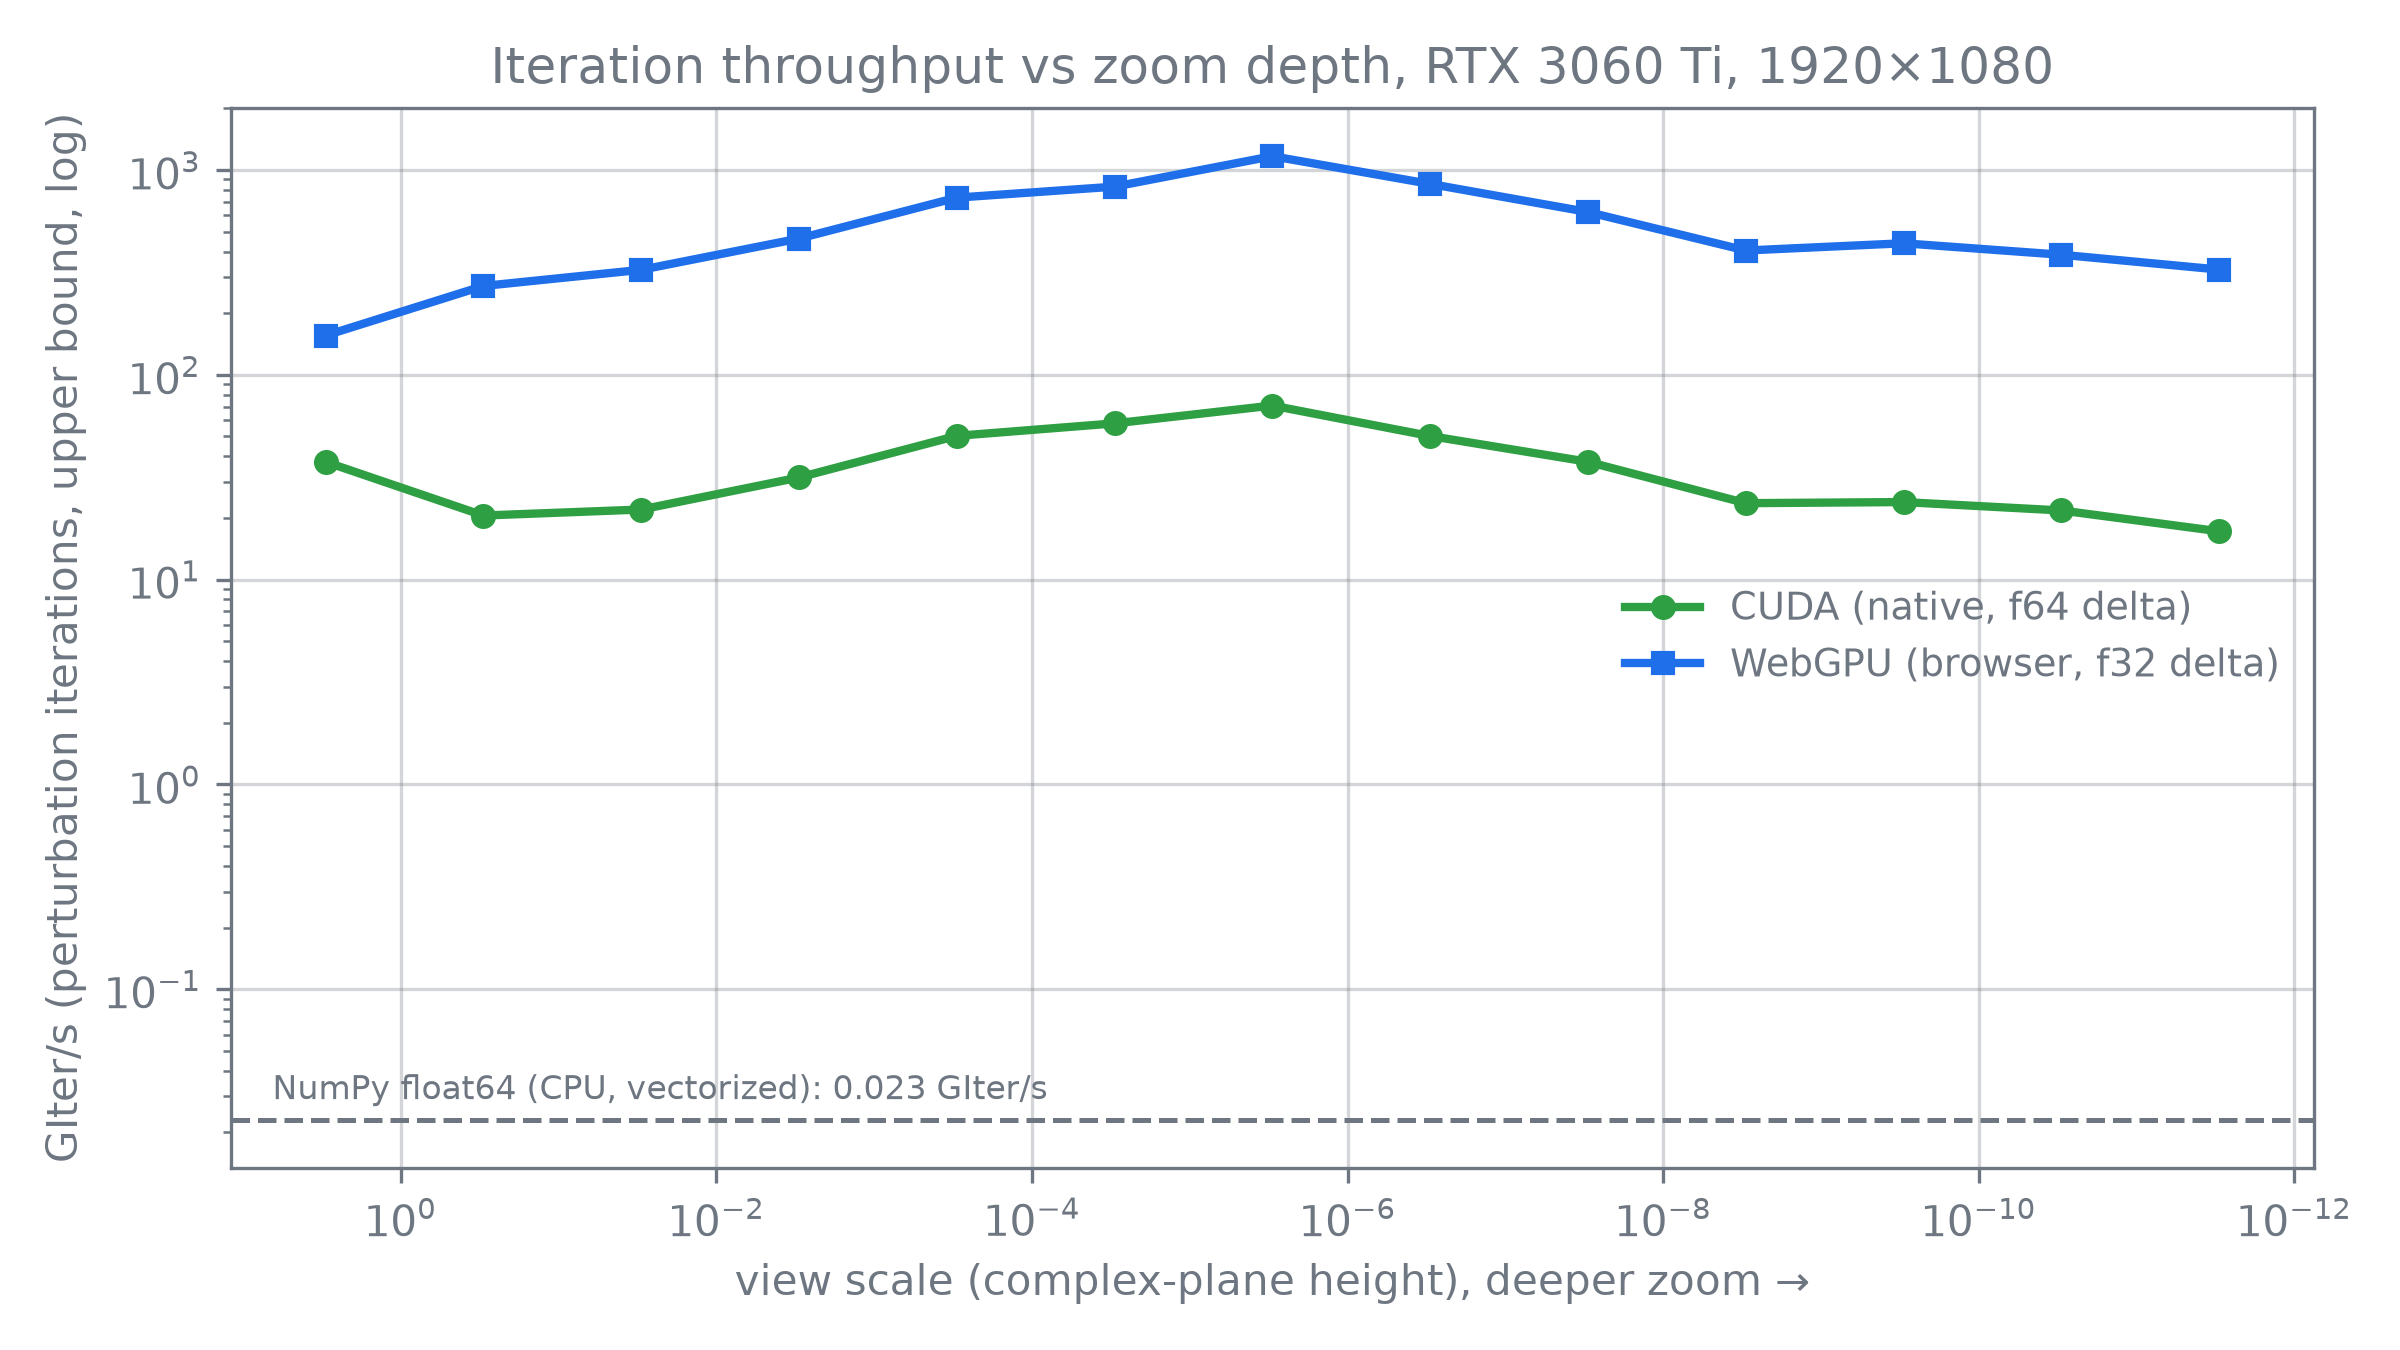 Iteration throughput vs zoom depth, RTX 3060 Ti, 1920×1080
GIter/s (perturbation iterations, upper bound, log)
10³
10²
10¹
10⁰
10⁻¹
CUDA (native, f64 delta)
WebGPU (browser, f32 delta)
NumPy float64 (CPU, vectorized): 0.023 GIter/s
10⁰ 10⁻² 10⁻⁴ 10⁻⁶ 10⁻⁸ 10⁻¹⁰ 10⁻¹²
view scale (complex-plane height), deeper zoom →